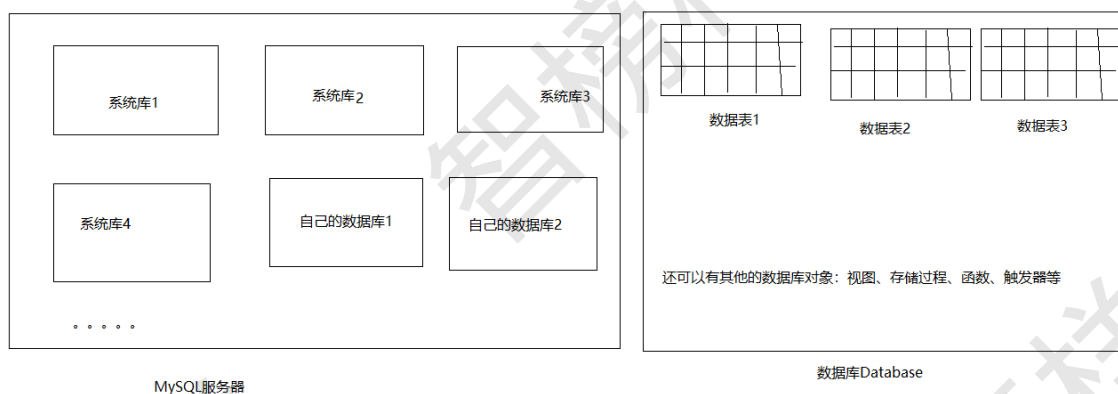 系统库1
系统库2
系统库3
系统库4
自己的数据库1
自己的数据库2
。。。。。
MySQL服务器
数据表1
数据表2
数据表3
还可以有其他的数据库对象：视图、存储过程、函数、触发器等
数据库Database
智榜